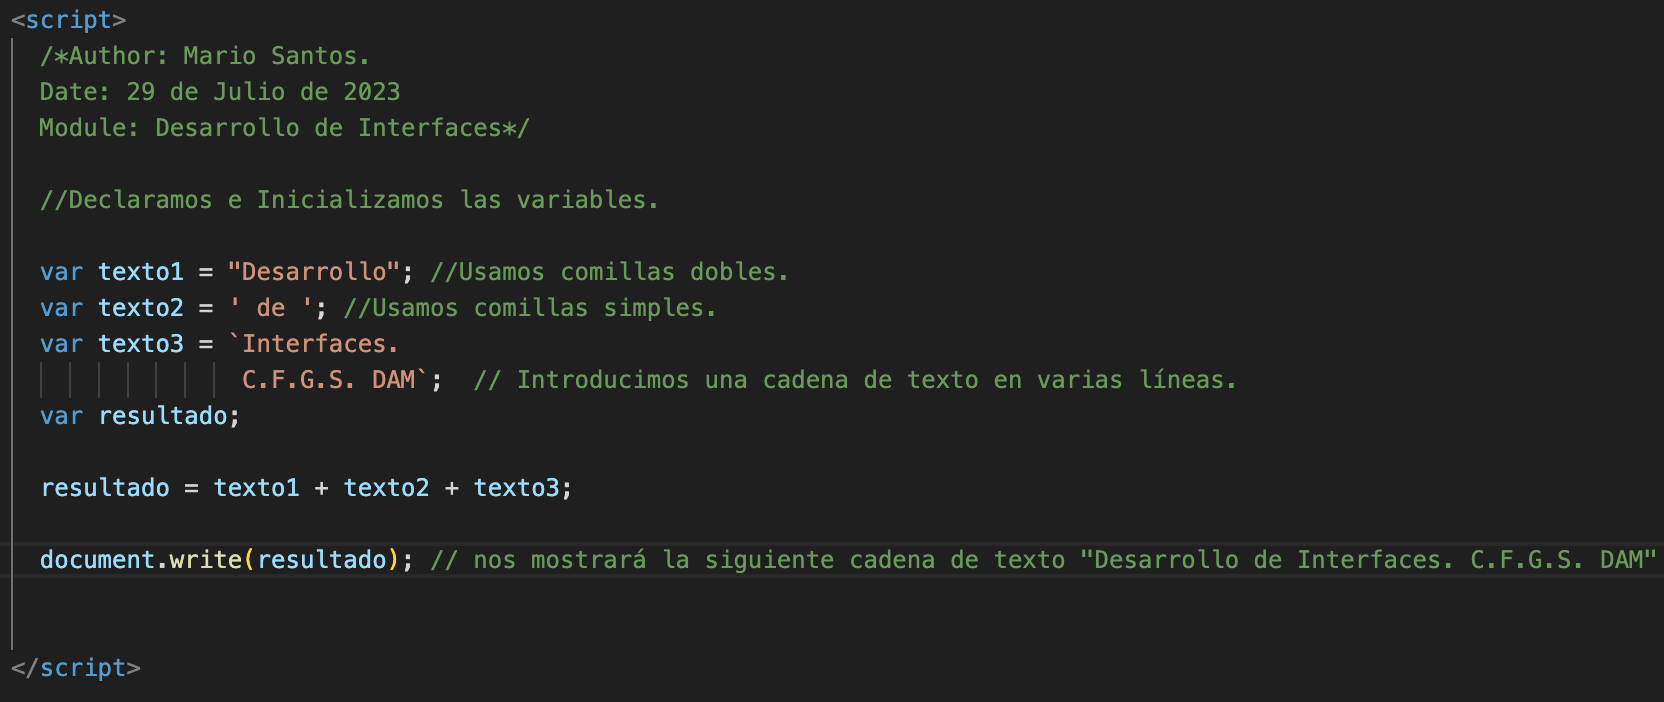 <script>
/*Author: Mario Santos.
Date: 29 de Julio de 2023
Module: Desarrollo de Interfaces*/
//Declaramos e Inicializamos las variables.
var texto1 = "Desarrollo"; //Usamos comillas dobles.
var texto2 = ' de '; //Usamos comillas simples.
var texto3 = `Interfaces.
C.F.G.S. DAM`;  // Introducimos una cadena de texto en varias líneas.
var resultado;
resultado = texto1 + texto2 + texto3;
document.write(resultado); // nos mostrará la siguiente cadena de texto "Desarrollo de Interfaces. C.F.G.S. DAM"
</script>